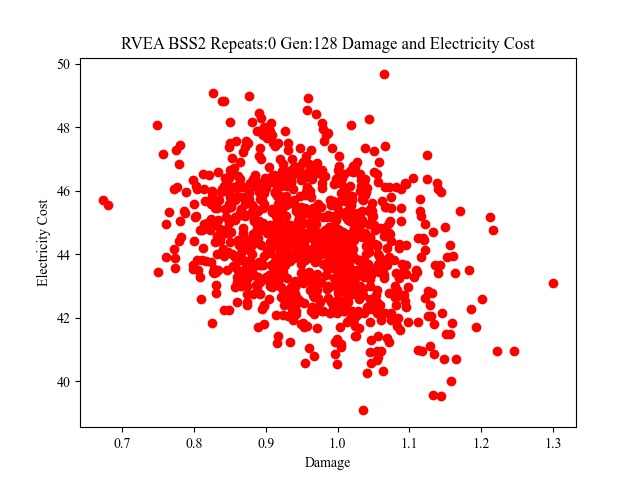 RVEA BSS2 Repeats:0 Gen:128 Damage and Electricity Cost
Electricity Cost
50
48
46
44
42
40
0.7 0.8 0.9 1.0 1.1 1.2 1.3
Damage